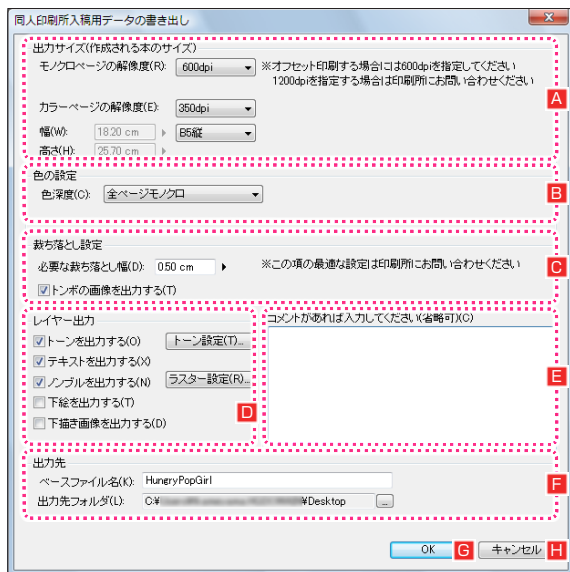 同人印刷所入稿用データの書き出し
出力サイズ(作成される本のサイズ)
モノクロページの解像度(R): 600dpi ※オフセット印刷する場合には600dpiを指定してください
1200dpiを指定する場合は印刷所にお問い合わせください
A
カラーページの解像度(E): 350dpi
幅(W): 18.20 cm B5縦
高さ(H): 25.70 cm
色の設定
色深度(C): 全ページモノクロ
B
裁ち落とし設定
必要な裁ち落とし幅(D): 0.50 cm ※この項の最適な設定は印刷所にお問い合わせください
C
トンボの画像を出力する(T)
レイヤー出力
トーンを出力する(O) トーン設定(T)...
テキストを出力する(X)
ノンブルを出力する(N) ラスター設定(R)...
下絵を出力する(T)
下描き画像を出力する(D)
D
コメントがあれば入力してください(省略可)(C)
E
出力先
ベースファイル名(K): HungryPopGirl
出力先フォルダ(L): C:¥ ¥Desktop ...
F
OK G キャンセル H